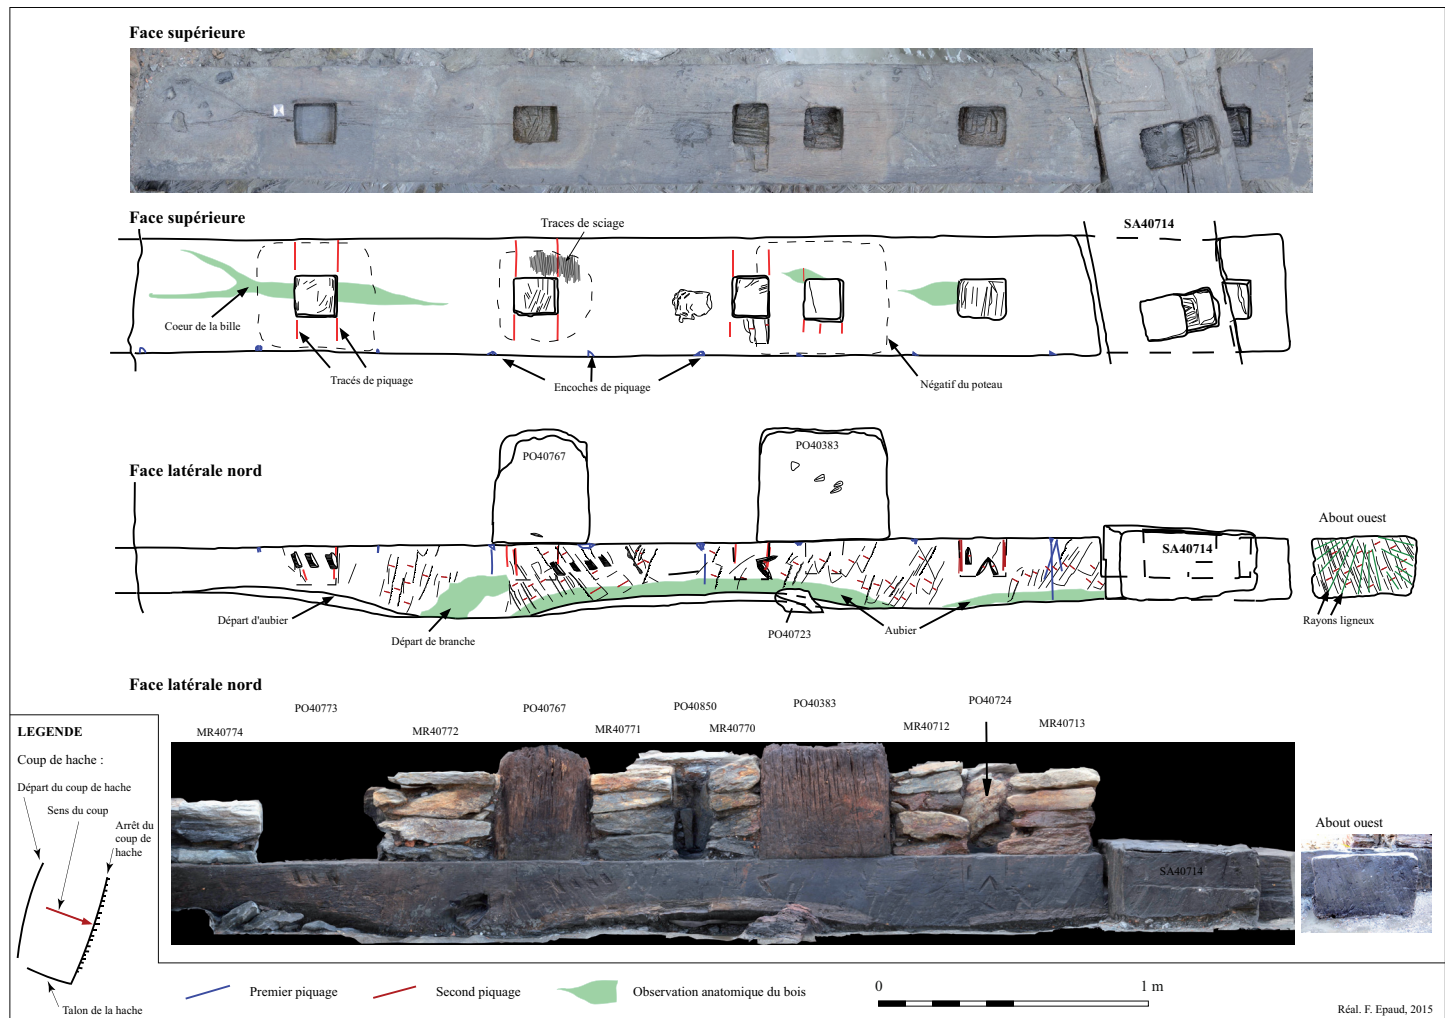 Face supérieure
Face supérieure
Traces de sciage
SA40714
Coeur de la bille
Tracés de piquage
Encoches de piquage
Négatif du poteau
Face latérale nord
PO40767
PO40383
SA40714
About ouest
Départ d'aubier
Départ de branche
PO40723
Aubier
Rayons ligneux
Face latérale nord
MR40774
PO40773
MR40772
PO40767
MR40771
PO40850
MR40770
PO40383
MR40712
PO40724
MR40713
SA40714
About ouest
LEGENDE
Coup de hache :
Départ du coup de hache
Sens du coup
Arrêt du
coup de
hache
Talon de la hache
Premier piquage
Second piquage
Observation anatomique du bois
0
1 m
Réal. F. Epaud, 2015